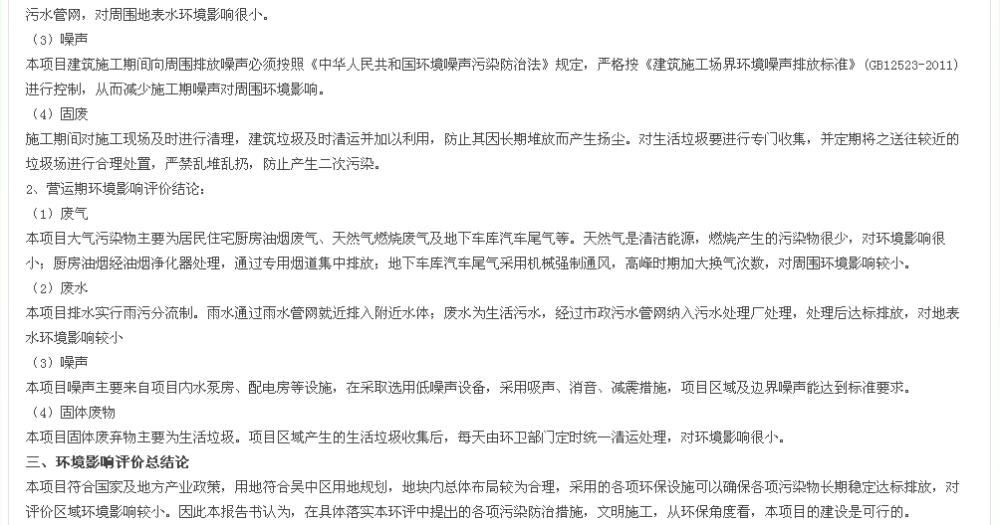 污水管网，对周围地表水环境影响很小。
（3）噪声
本项目建筑施工期间向周围排放噪声必须按照《中华人民共和国环境噪声污染防治法》规定，严格按《建筑施工场界环境噪声排放标准》(GB12523-2011)
进行控制，从而减少施工期噪声对周围环境影响。
（4）固废
施工期间对施工现场及时进行清理，建筑垃圾及时清运并加以利用，防止其因长期堆放而产生扬尘。对生活垃圾要进行专门收集，并定期将之送往较近的
垃圾场进行合理处置，严禁乱堆乱扔，防止产生二次污染。
2、营运期环境影响评价结论：
（1）废气
本项目大气污染物主要为居民住宅厨房油烟废气、天然气燃烧废气及地下车库汽车尾气等。天然气是清洁能源，燃烧产生的污染物很少，对环境影响很
小；厨房油烟经油烟净化器处理，通过专用烟道集中排放；地下车库汽车尾气采用机械强制通风，高峰时期加大换气次数，对周围环境影响较小。
（2）废水
本项目排水实行雨污分流制。雨水通过雨水管网就近排入附近水体；废水为生活污水，经过市政污水管网纳入污水处理厂处理，处理后达标排放，对地表
水环境影响较小
（3）噪声
本项目噪声主要来自项目内水泵房、配电房等设施，在采取选用低噪声设备，采用吸声、消音、减震措施，项目区域及边界噪声能达到标准要求。
（4）固体废物
本项目固体废弃物主要为生活垃圾。项目区域产生的生活垃圾收集后，每天由环卫部门定时统一清运处理，对环境影响很小。
三、环境影响评价总结论
本项目符合国家及地方产业政策，用地符合吴中区用地规划，地块内总体布局较为合理，采用的各项环保设施可以确保各项污染物长期稳定达标排放，对
评价区域环境影响较小。因此本报告书认为，在具体落实本环评中提出的各项污染防治措施，文明施工，从环保角度看，本项目的建设是可行的。